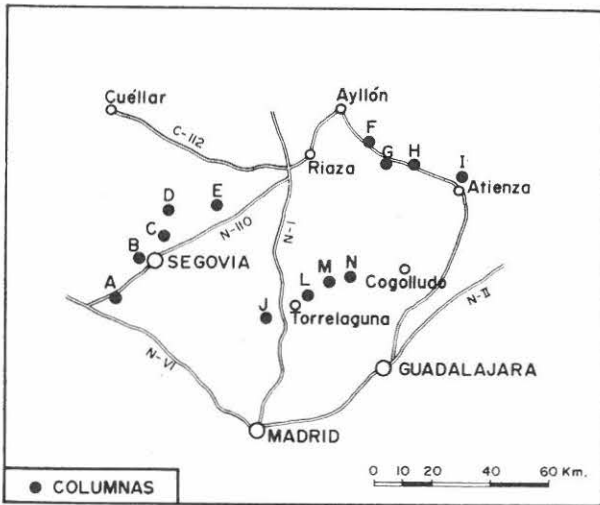 Cuéllar
Ayllón
C-112
F
G
H
I
Riaza
Atienza
D
E
C
N-110
N-I
B
SEGOVIA
M
N
Cogolludo
A
L
N-II
J
Torrelaguna
N-VI
GUADALAJARA
MADRID
COLUMNAS
0 20 40 60 Km.